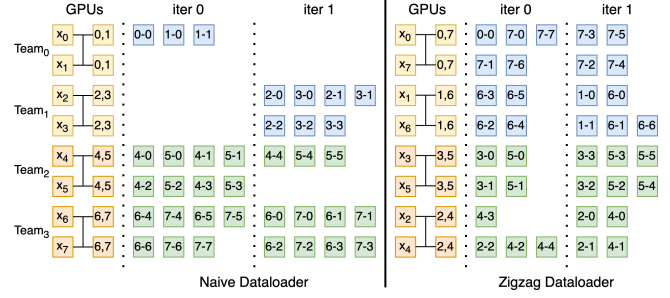 GPUs iter 0 iter 1 GPUs iter 0 iter 1
Team0 x0 0,1 0-0 1-0 1-1 x0 0,7 0-0 7-0 7-7 7-3 7-5
x1 0,1 x7 0,7 7-1 7-6 7-2 7-4
Team1 x2 2,3 2-0 3-0 2-1 3-1 x1 1,6 6-3 6-5 1-0 6-0
x3 2,3 2-2 3-2 3-3 x6 1,6 6-2 6-4 1-1 6-1 6-6
Team2 x4 4,5 4-0 5-0 4-1 5-1 4-4 5-4 5-5 x3 3,5 3-0 5-0 3-3 5-3 5-5
x5 4,5 4-2 5-2 4-3 5-3 x5 3,5 3-1 5-1 3-2 5-2 5-4
Team3 x6 6,7 6-4 7-4 6-5 7-5 6-0 7-0 6-1 7-1 x2 2,4 4-3 2-0 4-0
x7 6,7 6-6 7-6 7-7 6-2 7-2 6-3 7-3 x4 2,4 2-2 4-2 4-4 2-1 4-1
Naive Dataloader Zigzag Dataloader